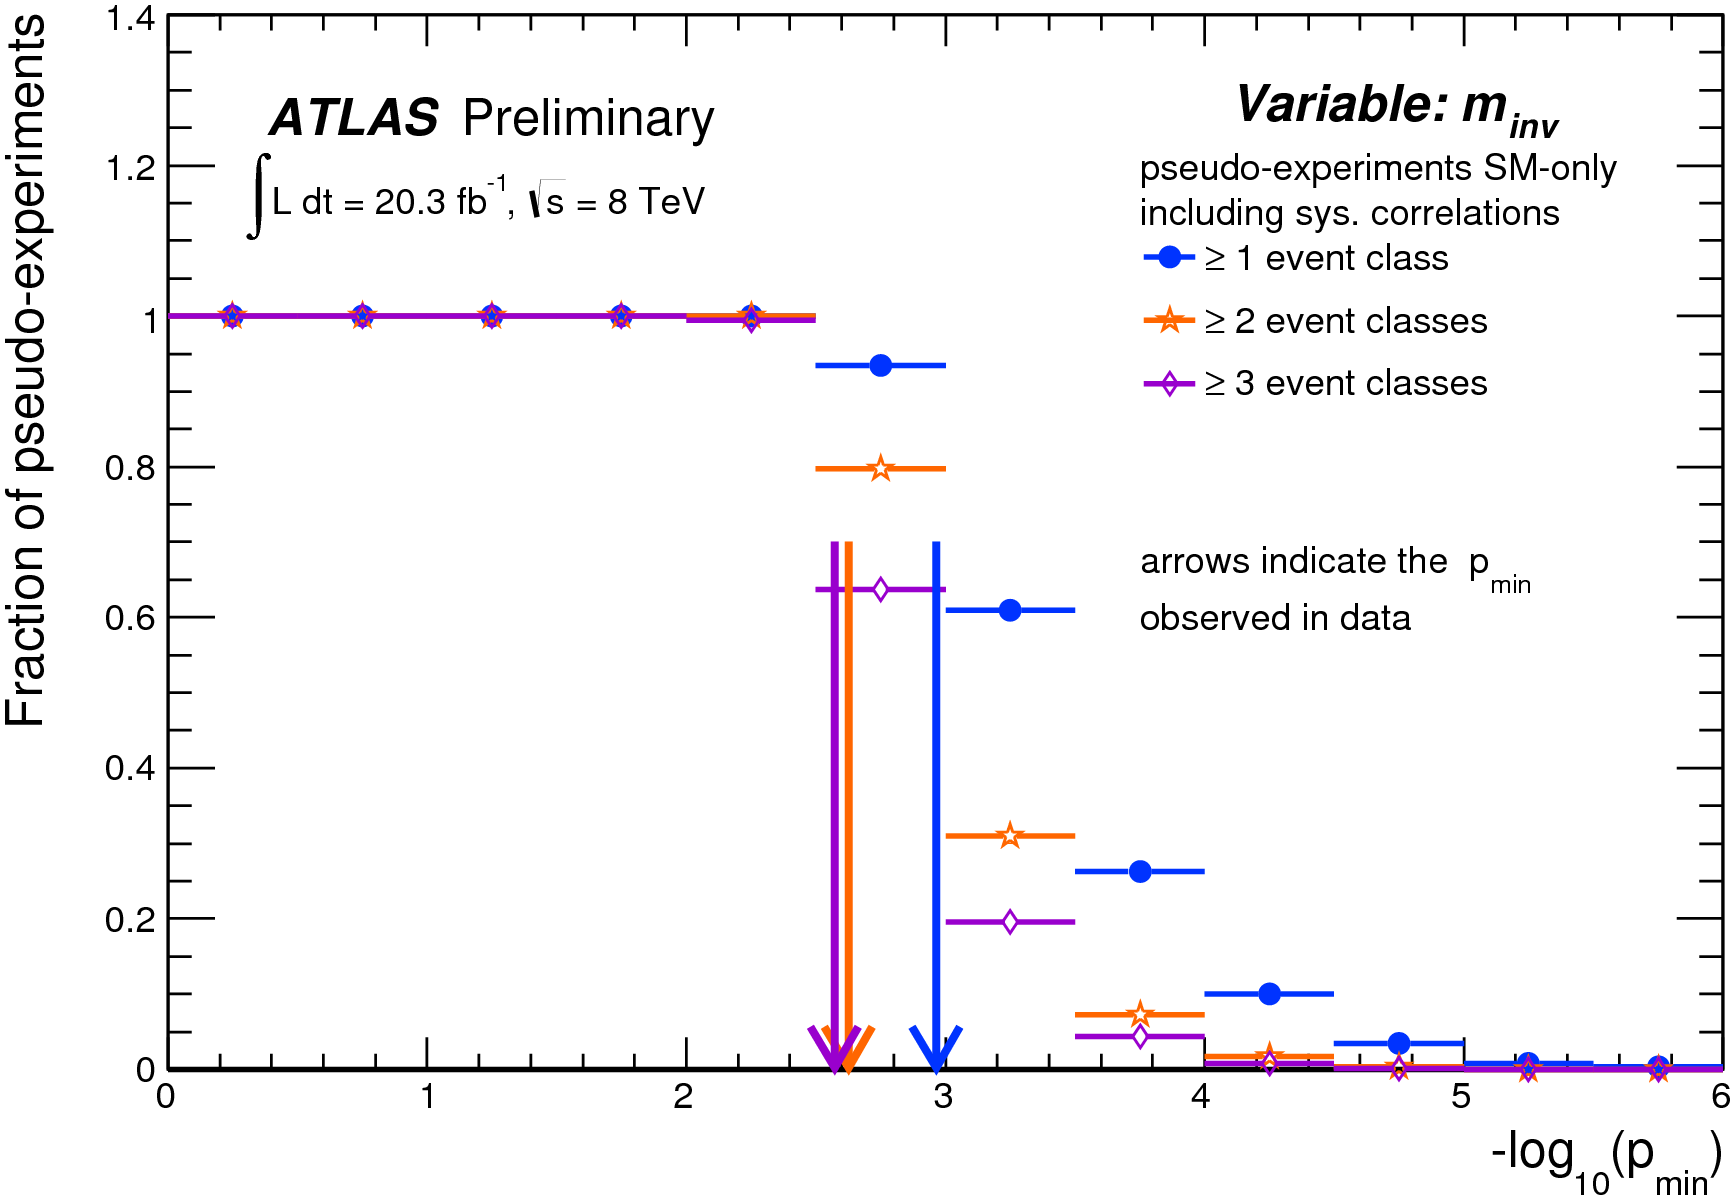 Fraction of pseudo-experiments
1.4
1.2
1
0.8
0.6
0.4
0.2
0
ATLAS Preliminary
∫ L dt = 20.3 fb⁻¹, √s = 8 TeV
Variable: m_inv
pseudo-experiments SM-only
including sys. correlations
≥ 1 event class
≥ 2 event classes
≥ 3 event classes
arrows indicate the p_min
observed in data
0 1 2 3 4 5 6
-log₁₀(p_min)